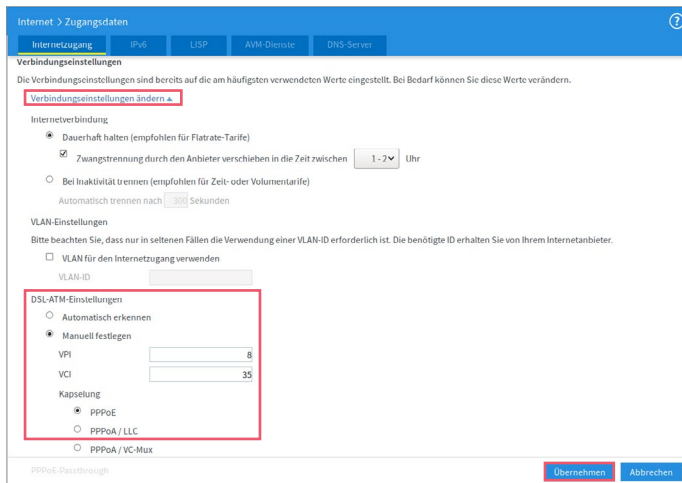 Internet > Zugangsdaten
?
Internetzugang IPv6 LISP AVM-Dienste DNS-Server
Verbindungseinstellungen
Die Verbindungseinstellungen sind bereits auf die am häufigsten verwendeten Werte eingestellt. Bei Bedarf können Sie diese Werte verändern.
Verbindungseinstellungen ändern
Internetverbindung
Dauerhaft halten (empfohlen für Flatrate-Tarife)
Zwangstrennung durch den Anbieter verschieben in die Zeit zwischen 1 - 2 Uhr
Bei Inaktivität trennen (empfohlen für Zeit- oder Volumentarife)
Automatisch trennen nach 300 Sekunden
VLAN-Einstellungen
Bitte beachten Sie, dass nur in seltenen Fällen die Verwendung einer VLAN-ID erforderlich ist. Die benötigte ID erhalten Sie von Ihrem Internetanbieter.
VLAN für den Internetzugang verwenden
VLAN-ID
DSL-ATM-Einstellungen
Automatisch erkennen
Manuell festlegen
VPI 8
VCI 35
Kapselung
PPPoE
PPPoA / LLC
PPPoA / VC-Mux
PPPoE-Passthrough
Übernehmen Abbrechen